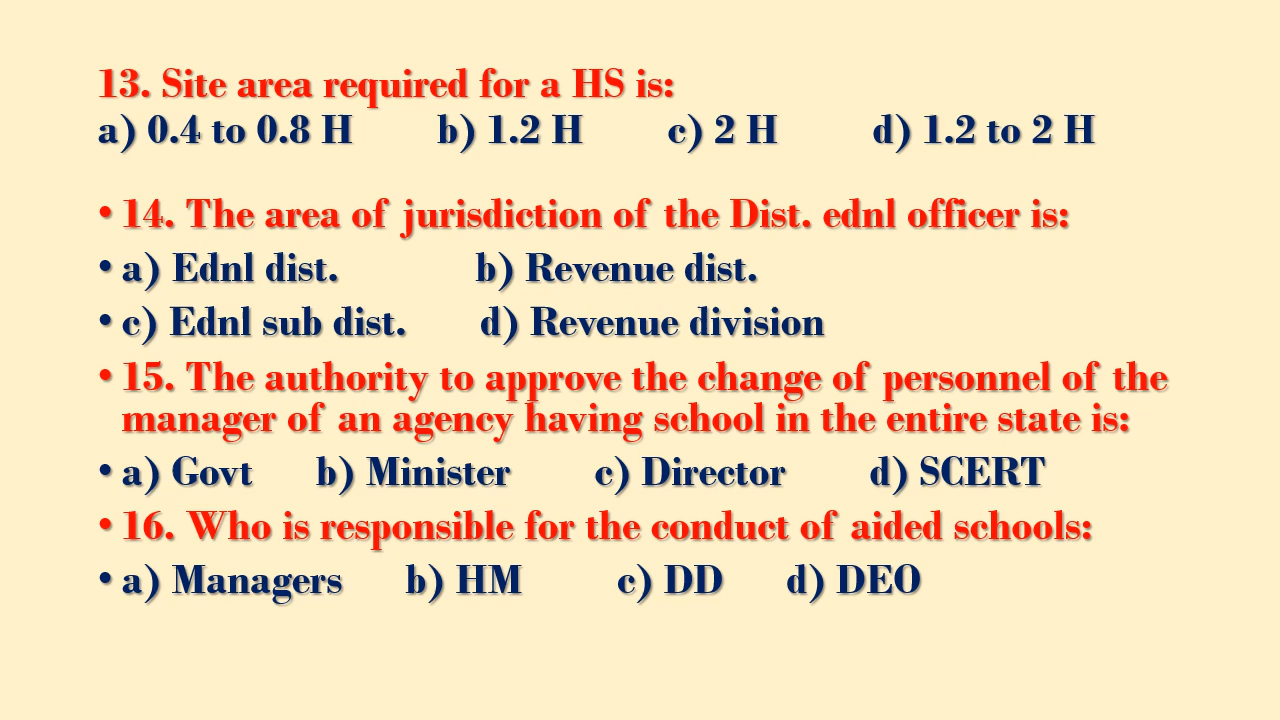 13. Site area required for a HS is:
a) 0.4 to 0.8 H b) 1.2 H c) 2 H d) 1.2 to 2 H
• 14. The area of jurisdiction of the Dist. ednl officer is:
• a) Ednl dist. b) Revenue dist.
• c) Ednl sub dist. d) Revenue division
• 15. The authority to approve the change of personnel of the
manager of an agency having school in the entire state is:
• a) Govt b) Minister c) Director d) SCERT
• 16. Who is responsible for the conduct of aided schools:
• a) Managers b) HM c) DD d) DEO